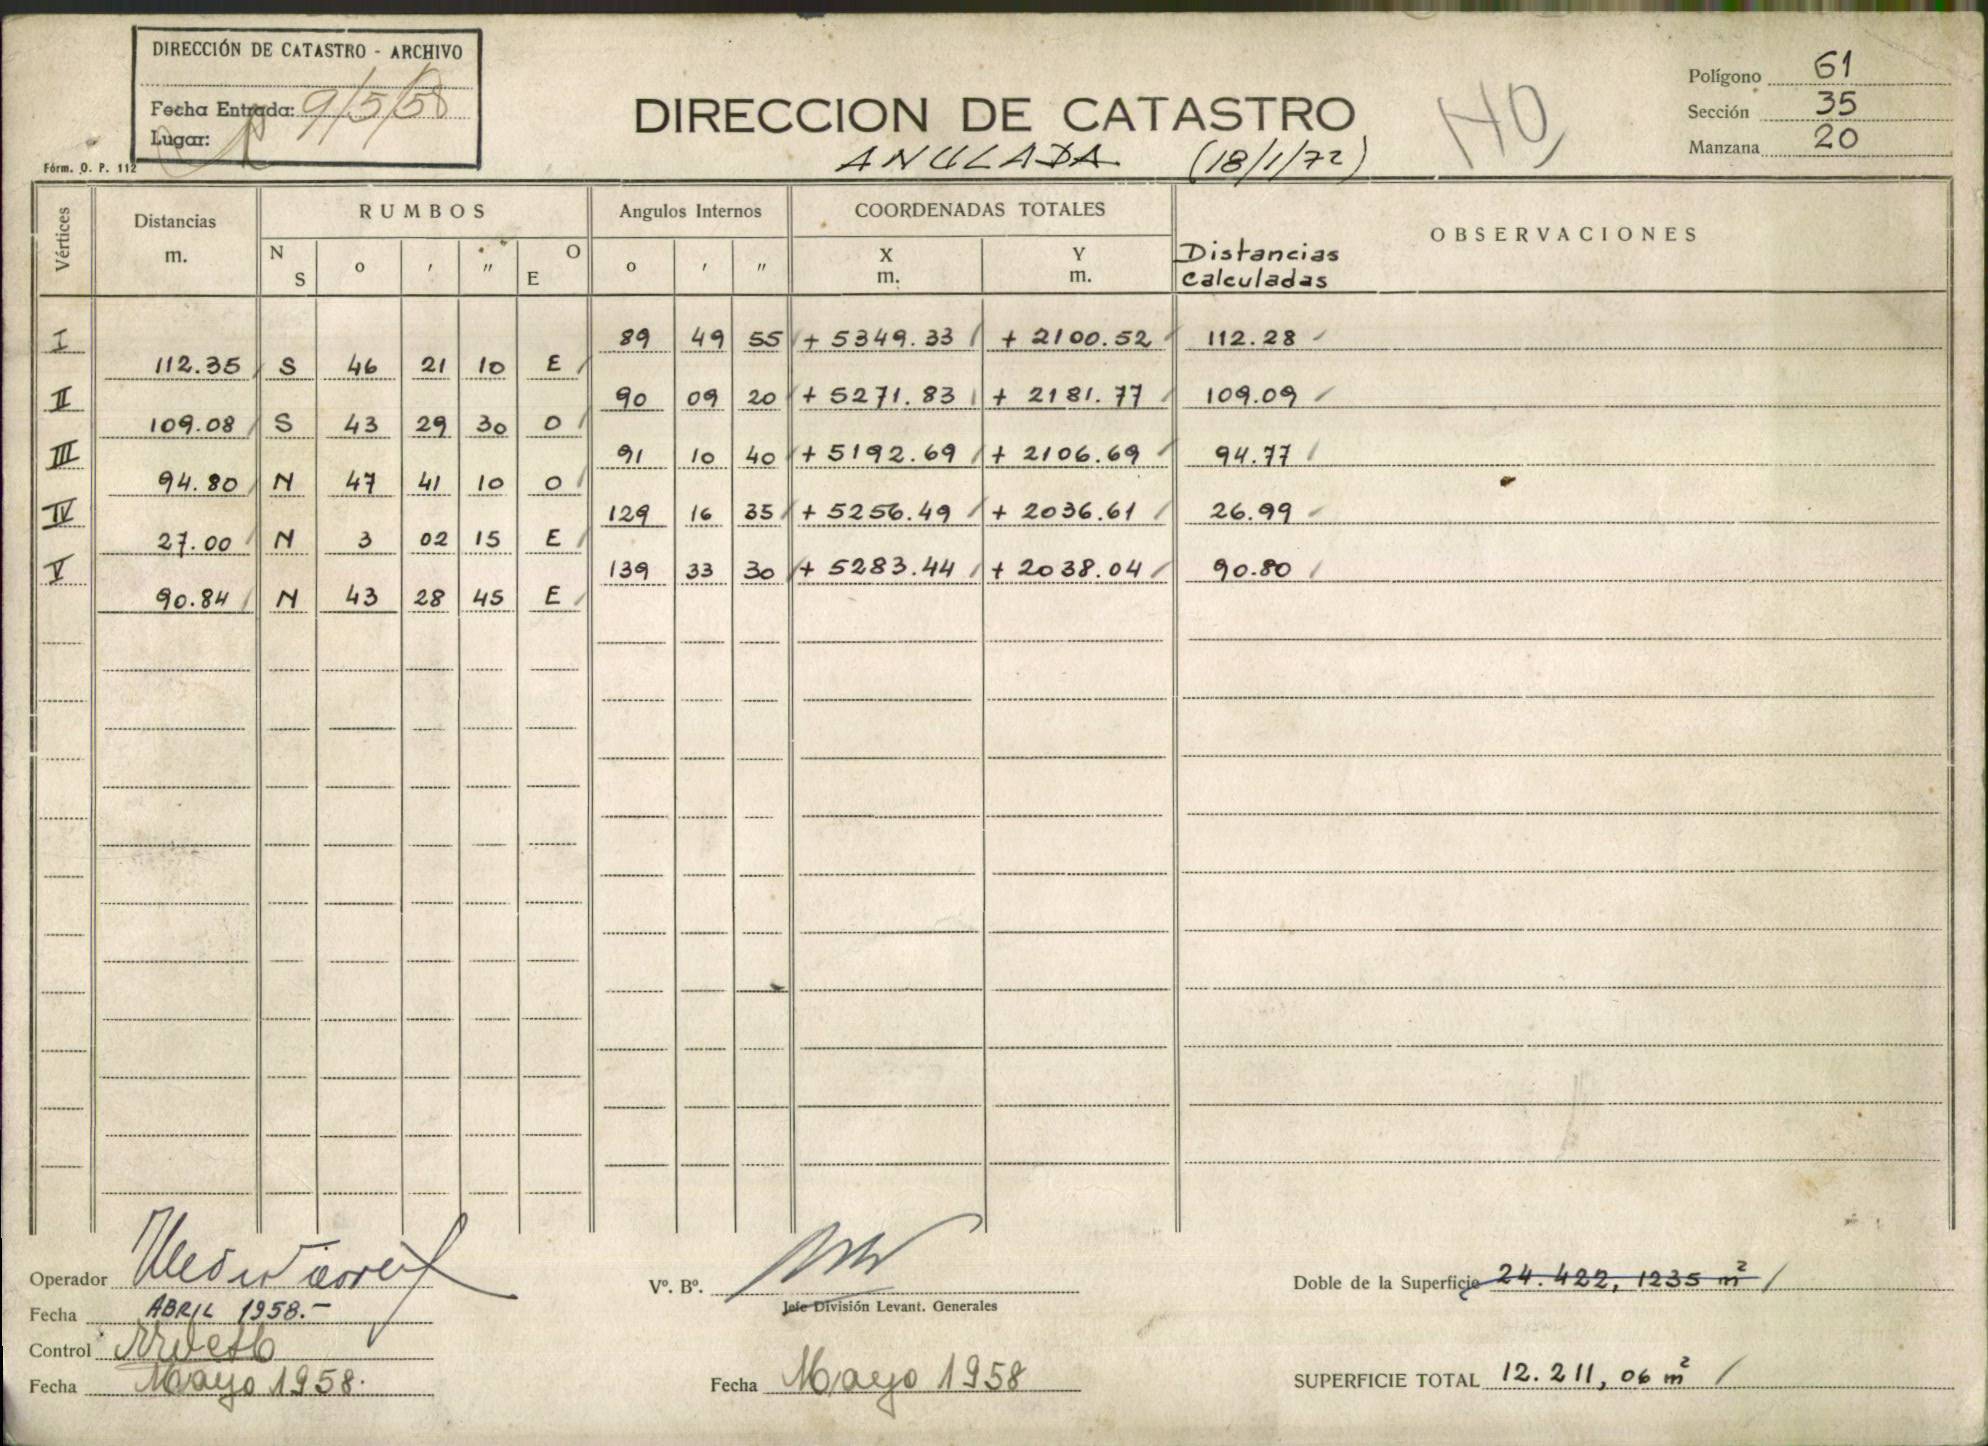 DIRECCIÓN DE CATASTRO - ARCHIVO
Fecha Entrada: 9/5/58
Lugar:
Fórm. O. P. 112
DIRECCION DE CATASTRO
ANULADA (18/1/72)
Polígono 61
Sección 35
Manzana 20
Vértices
Distancias
m.
RUMBOS
N S o ' " O E
Angulos Internos
o ' "
COORDENADAS TOTALES
X
m.
Y
m.
Distancias
calculadas
OBSERVACIONES
I 89 49 55 + 5349.33 + 2100.52 112.28
112.35 S 46 21 10 E
II 90 09 20 + 5271.83 + 2181.77 109.09
109.08 S 43 29 30 O
III 91 10 40 + 5192.69 + 2106.69 94.77
94.80 N 47 41 10 O
IV 129 16 35 + 5256.49 + 2036.61 26.99
27.00 N 3 02 15 E
V 139 33 30 + 5283.44 + 2038.04 90.80
90.84 N 43 28 45 E
Operador
Fecha ABRIL 1958.-
Control
Fecha Mayo 1958.
Vº. Bº.
Jefe División Levant. Generales
Fecha Mayo 1958
Doble de la Superficie 24.422,1235 m²
SUPERFICIE TOTAL 12.211,06 m²